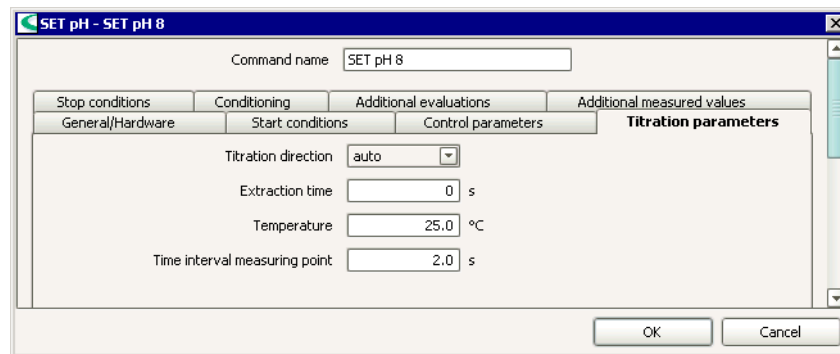 SET pH - SET pH 8
Command name SET pH 8
Stop conditions Conditioning Additional evaluations Additional measured values
General/Hardware Start conditions Control parameters Titration parameters
Titration direction auto
Extraction time 0 s
Temperature 25.0 °C
Time interval measuring point 2.0 s
OK Cancel